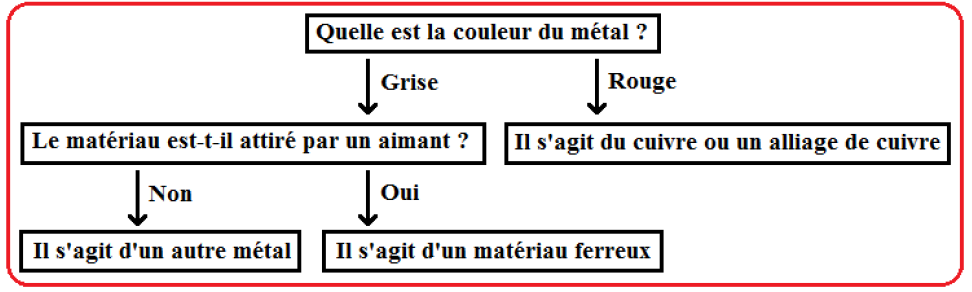 Quelle est la couleur du métal ?
Grise
Rouge
Le matériau est-t-il attiré par un aimant ?
Il s'agit du cuivre ou un alliage de cuivre
Non
Oui
Il s'agit d'un autre métal
Il s'agit d'un matériau ferreux